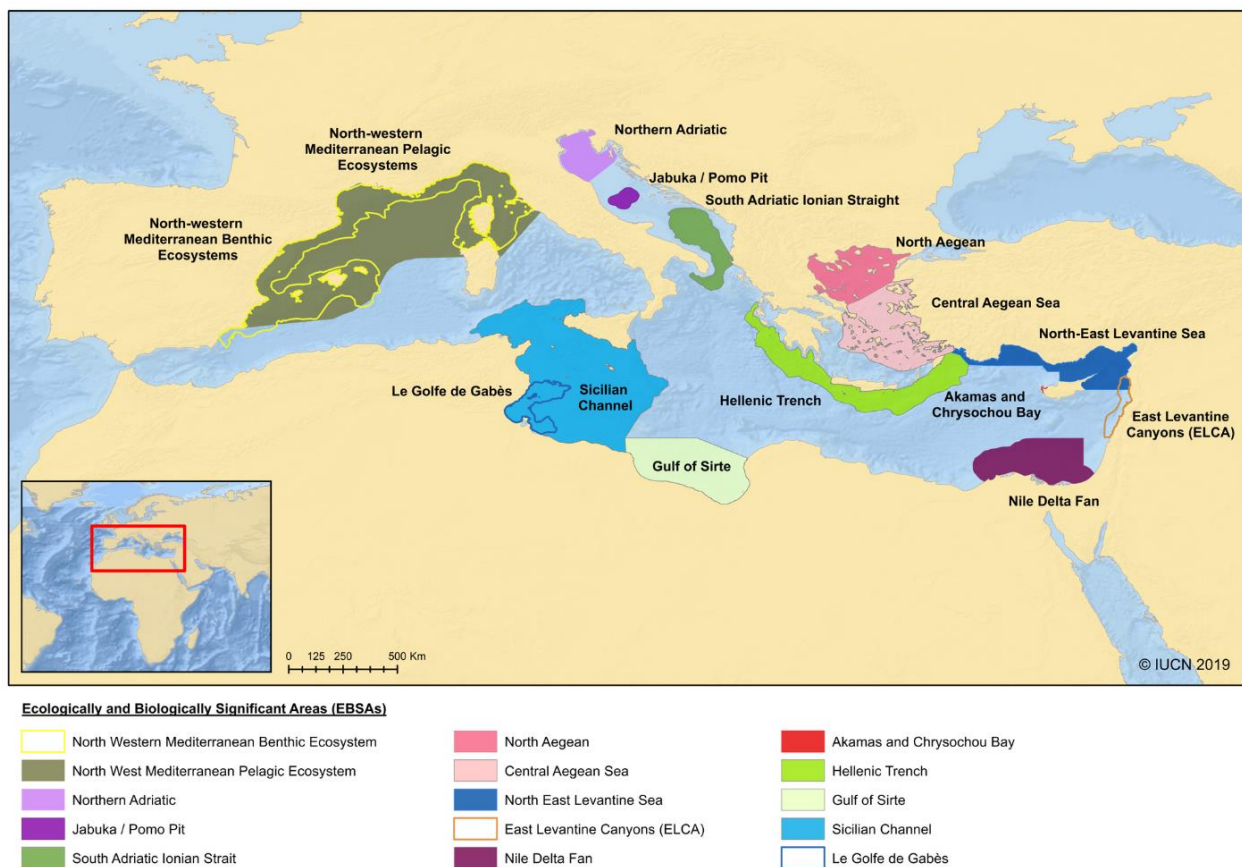 Northern Adriatic
North-western
Mediterranean Pelagic
Ecosystems
Jabuka / Pomo Pit
South Adriatic Ionian Straight
North-western
Mediterranean Benthic
Ecosystems
North Aegean
Central Aegean Sea
North-East Levantine Sea
Le Golfe de Gabès
Sicilian
Channel
Hellenic Trench
Akamas and
Chrysochou Bay
East Levantine
Canyons (ELCA)
Gulf of Sirte
Nile Delta Fan
0 125 250 500 Km
© IUCN 2019
Ecologically and Biologically Significant Areas (EBSAs)
North Western Mediterranean Benthic Ecosystem
North West Mediterranean Pelagic Ecosystem
Northern Adriatic
Jabuka / Pomo Pit
South Adriatic Ionian Strait
North Aegean
Central Aegean Sea
North East Levantine Sea
East Levantine Canyons (ELCA)
Nile Delta Fan
Akamas and Chrysochou Bay
Hellenic Trench
Gulf of Sirte
Sicilian Channel
Le Golfe de Gabès